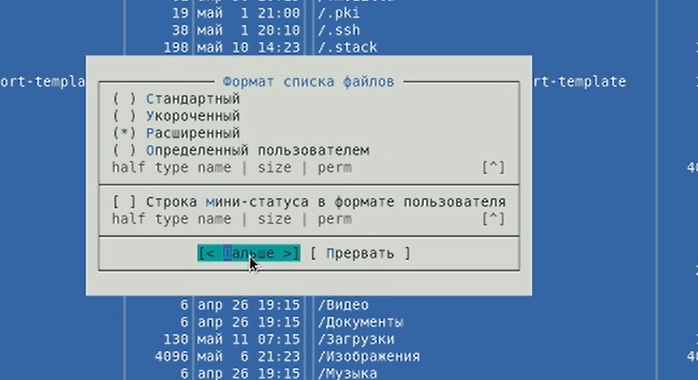 19 май 1 21:00 /.pki
38 май 1 20:10 /.ssh
198 май 10 14:23 /.stack
ort-templa rt-template
Формат списка файлов
( ) Стандартный
( ) Укороченный
(*) Расширенный
( ) Определенный пользователем
half type name | size | perm [^]
[ ] Строка мини-статуса в формате пользователя
half type name | size | perm [^]
[< Дальше >] [ Прервать ]
6 апр 26 19:15 /Видео
6 апр 26 19:15 /Документы
130 май 11 07:15 /Загрузки
4096 май 6 21:23 /Изображения 40
6 апр 26 19:15 /Музыка